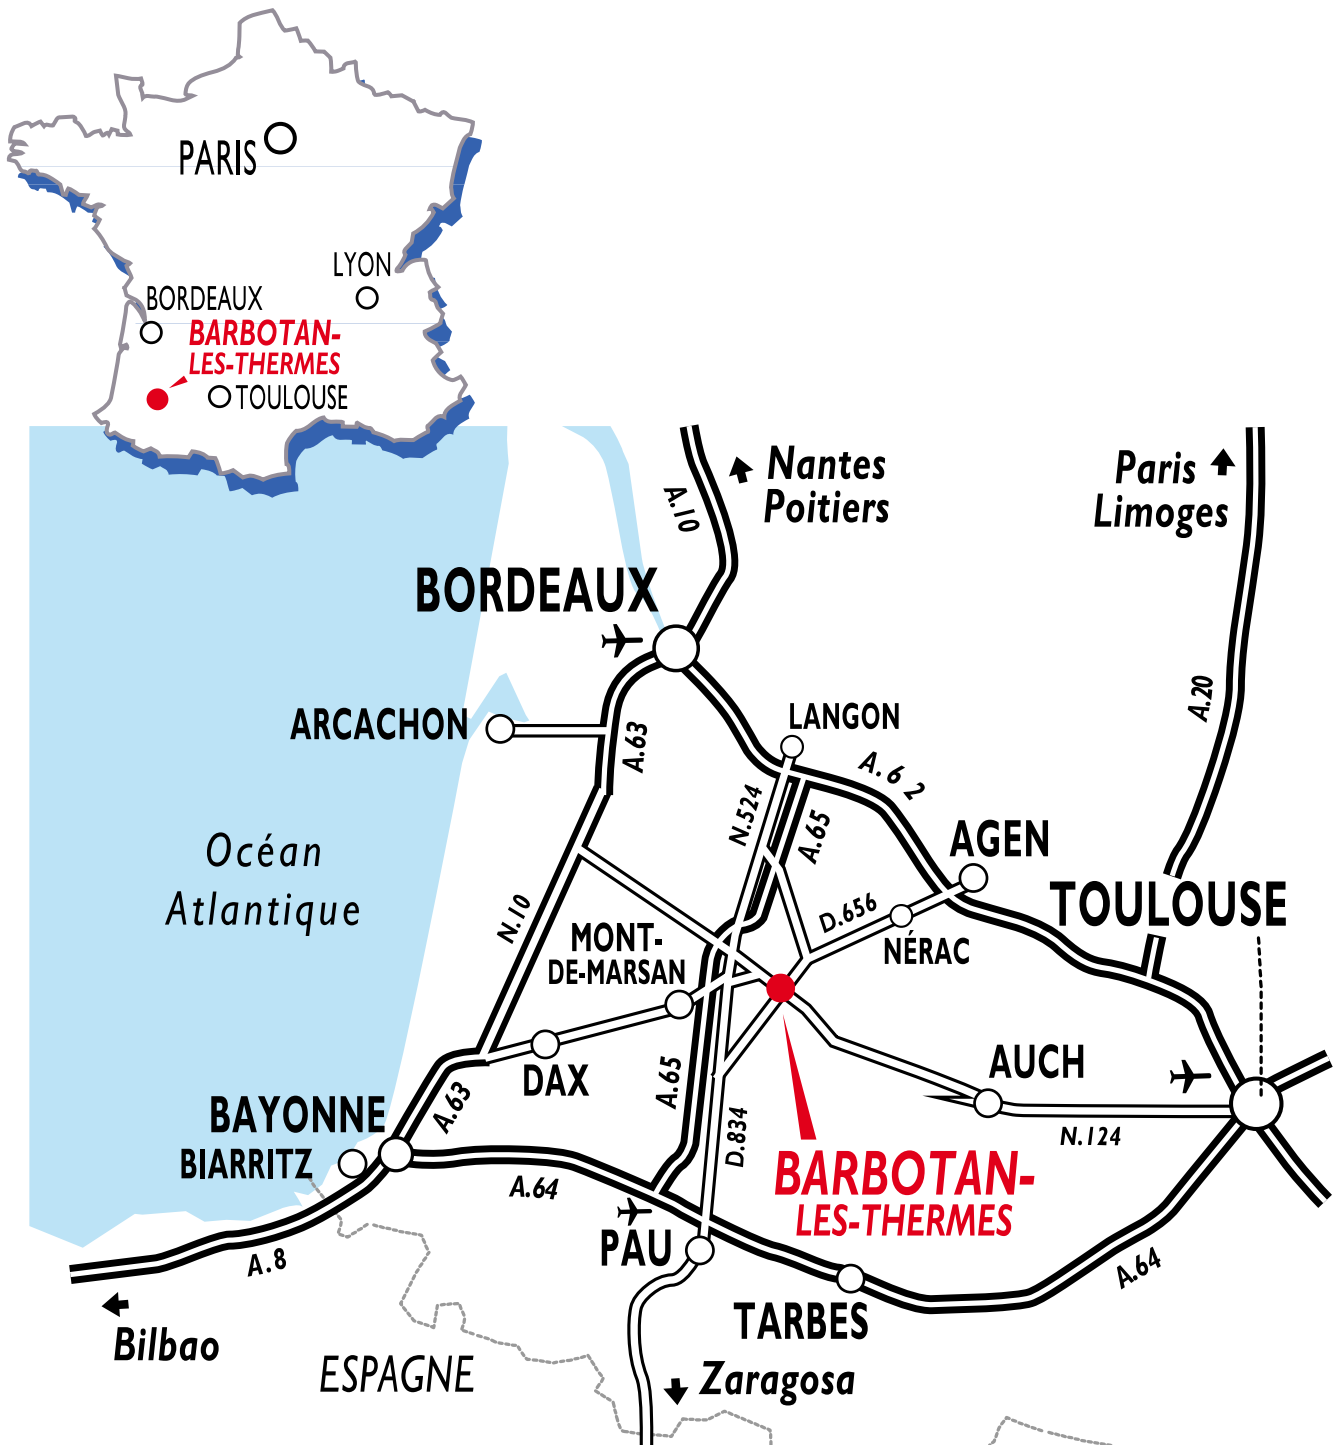 PARIS
LYON
BORDEAUX
BARBOTAN-
LES-THERMES
TOULOUSE
Nantes
Poitiers
Paris
Limoges
A.10
BORDEAUX
A.20
ARCACHON
A.63
LANGON
A.62
N.524
A.65
AGEN
Océan
Atlantique
TOULOUSE
N.10
D.656
MONT-
DE-MARSAN
NÉRAC
DAX
A.65
AUCH
A.63
BAYONNE
BIARRITZ
D.834
N.124
A.64
BARBOTAN-
LES-THERMES
PAU
A.8
A.64
TARBES
Bilbao
ESPAGNE
Zaragosa